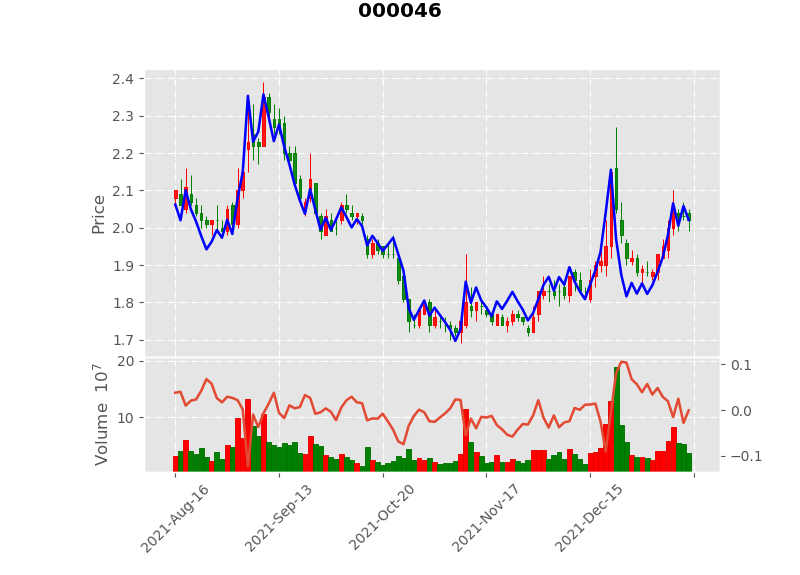 000046
2.4
2.3
2.2
2.1
2.0
1.9
1.8
1.7
Price
20
10
Volume 10^7
0.1
0.0
−0.1
2021-Aug-16
2021-Sep-13
2021-Oct-20
2021-Nov-17
2021-Dec-15